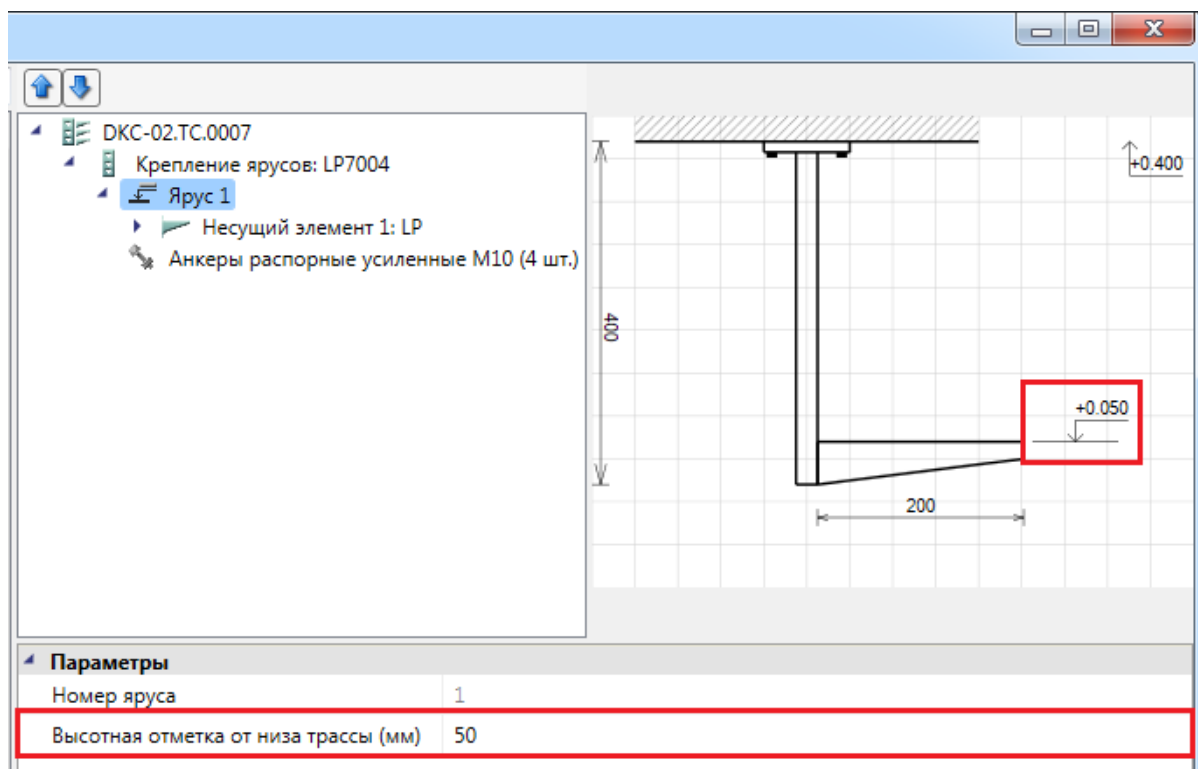 DKC-02.TC.0007
Крепление ярусов: LP7004
Ярус 1
Несущий элемент 1: LP
Анкеры распорные усиленные М10 (4 шт.)
+0.400
400
+0.050
200
Параметры
Номер яруса 1
Высотная отметка от низа трассы (мм) 50